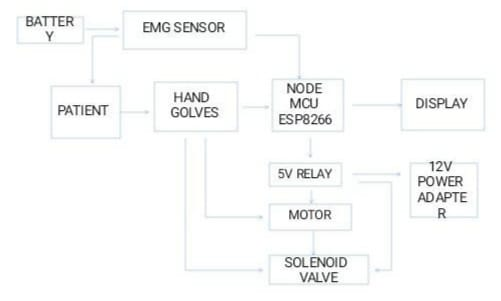 BATTER
Y
EMG SENSOR
PATIENT
HAND
GOLVES
NODE
MCU
ESP8266
DISPLAY
5V RELAY
12V
POWER
ADAPTE
R
MOTOR
SOLENOID
VALVE